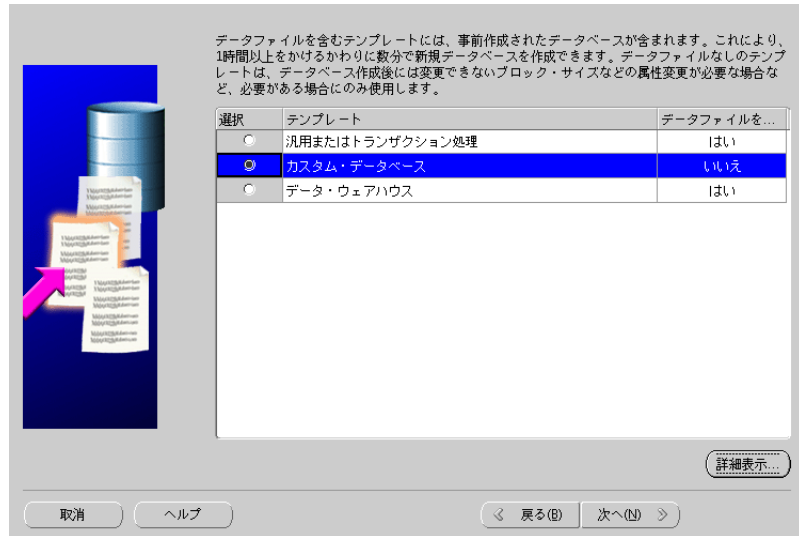 データファイルを含むテンプレートには、事前作成されたデータベースが含まれます。これにより、
1時間以上をかけるかわりに数分で新規データベースを作成できます。データファイルなしのテンプ
レートは、データベース作成後には変更できないブロック・サイズなどの属性変更が必要な場合な
ど、必要がある場合にのみ使用します。
選択 テンプレート データファイルを...
汎用またはトランザクション処理 はい
カスタム・データベース いいえ
データ・ウェアハウス はい
詳細表示...
取消 ヘルプ 戻る(B) 次へ(N)